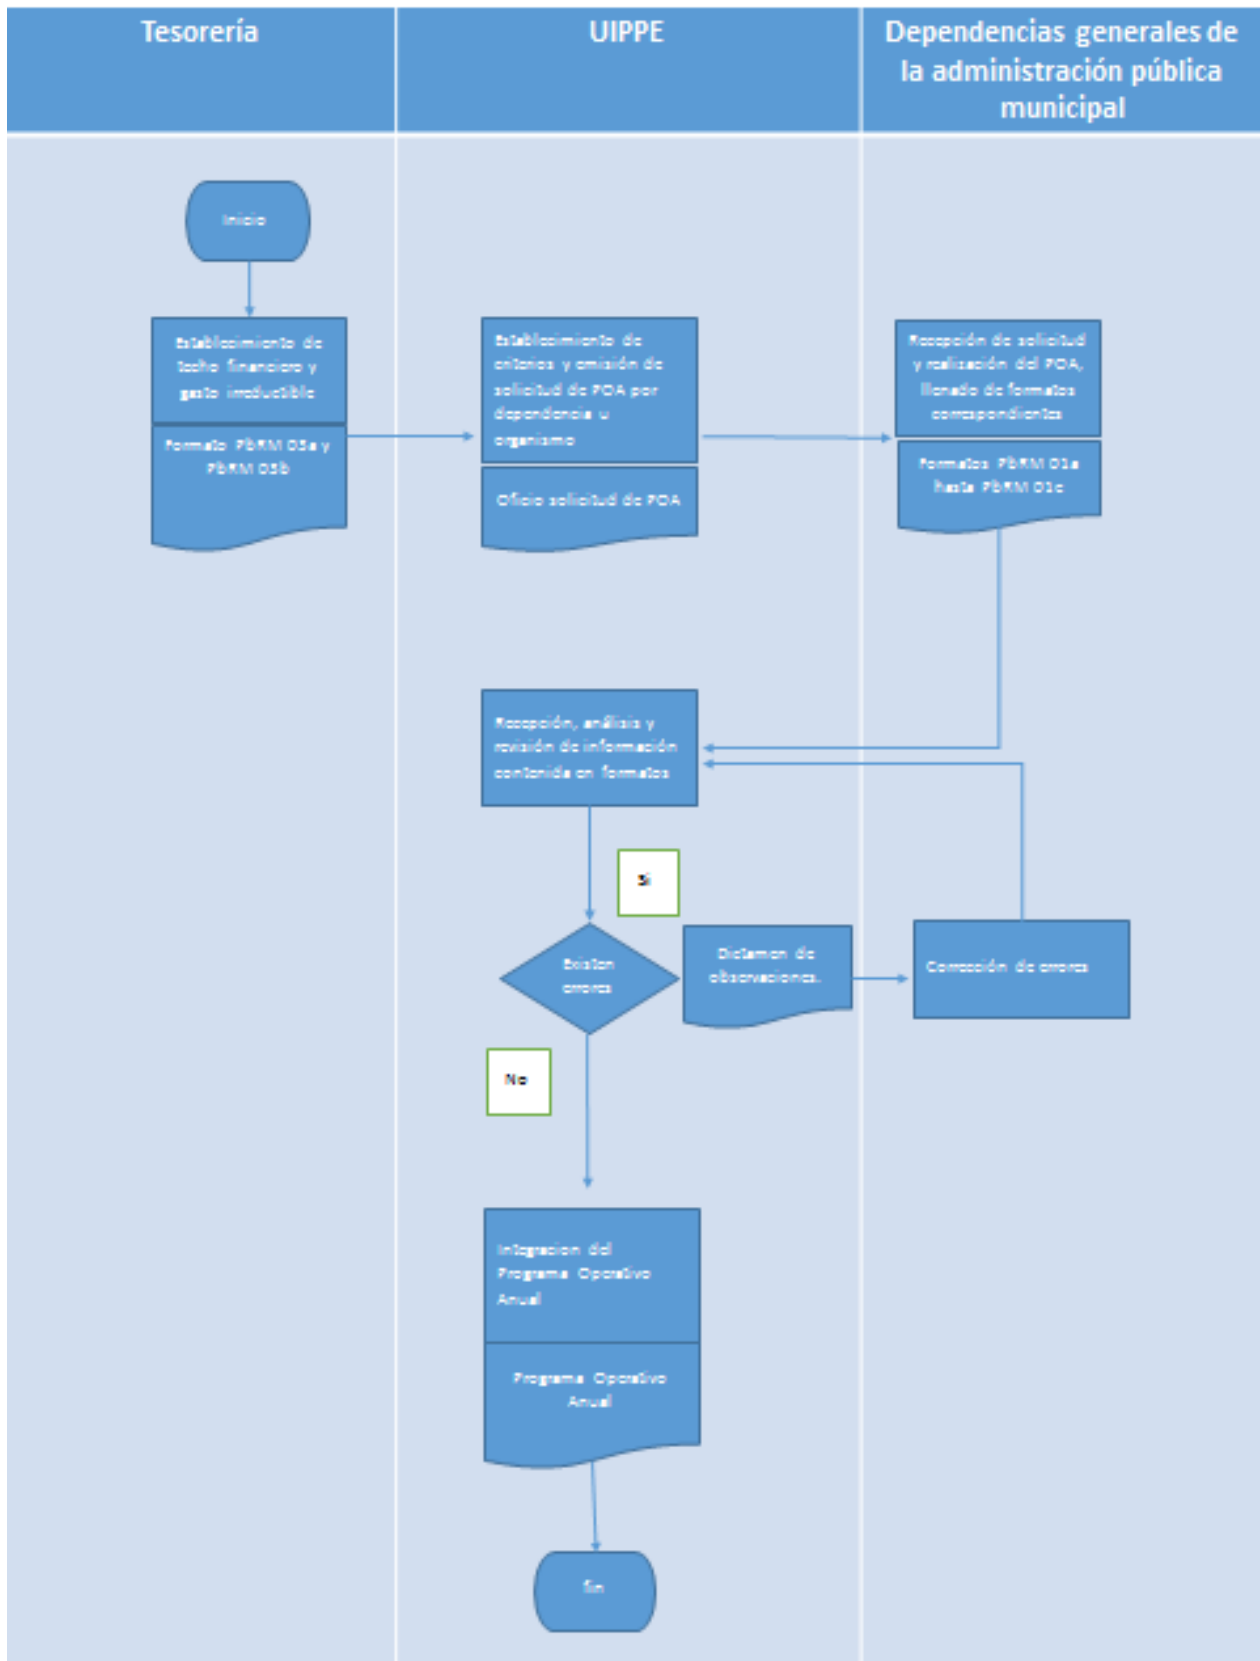 Tesorería
UIPPE
Dependencias generales de
la administración pública
municipal
Inicio
Establecimiento de
techo financiero y
gasto irreductible
Formato PbRM 03a y
PbRM 03b
Establecimiento de
criterios y emisión de
solicitud de POA por
dependencia u
organismo
Oficio solicitud de POA
Recepción de solicitud
y realización del POA,
llenado de formatos
correspondientes
Formatos PbRM 01a
hasta PbRM 01e
Recepción, análisis y
revisión de información
contenida en formatos
Si
Existen
errores
Dictamen de
observaciones.
Corrección de errores
No
Integracion del
Programa Operativo
Anual
Programa Operativo
Anual
fin